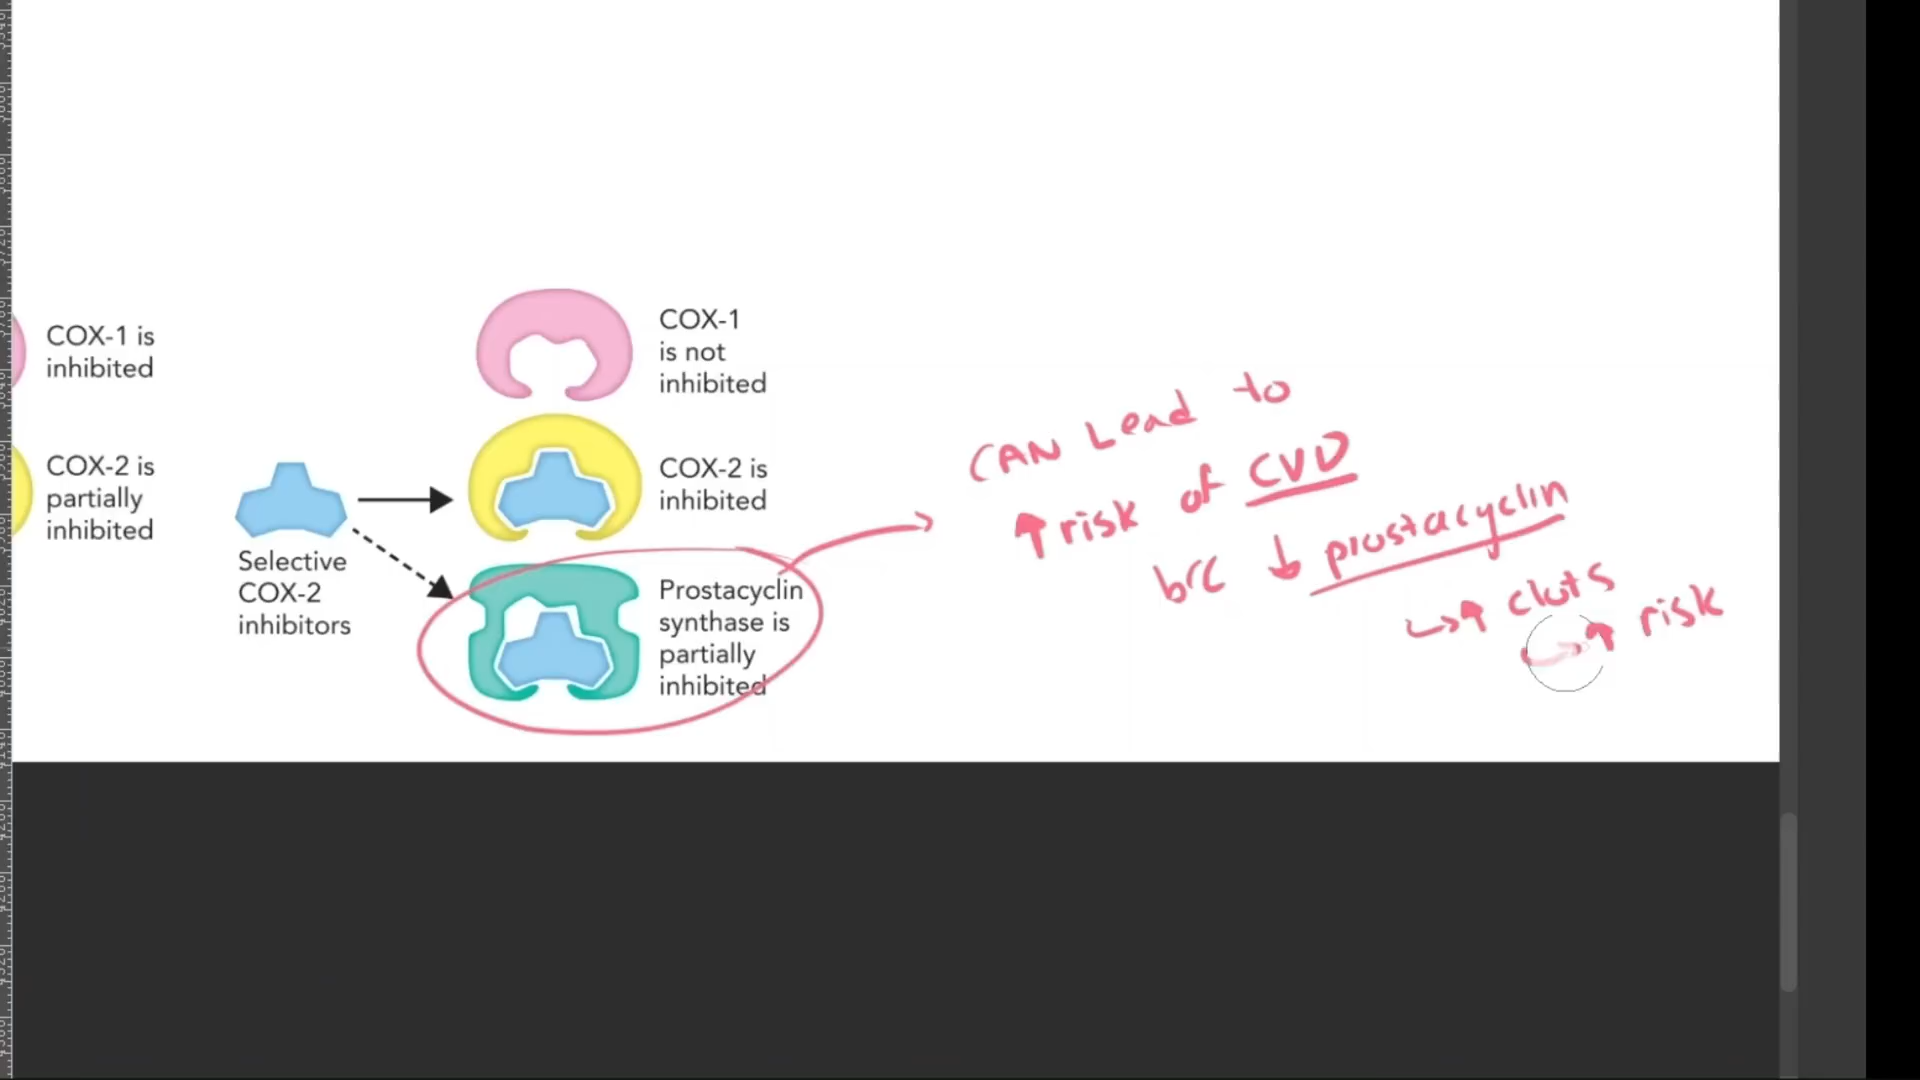 COX-1 is
inhibited
COX-2 is
partially
inhibited
Selective
COX-2
inhibitors
COX-1
is not
inhibited
COX-2 is
inhibited
Prostacyclin
synthase is
partially
inhibited
CAN Lead to
↑ risk of CVD
b/c ↓ prostacyclin
↳↑ clots
→↑ risk